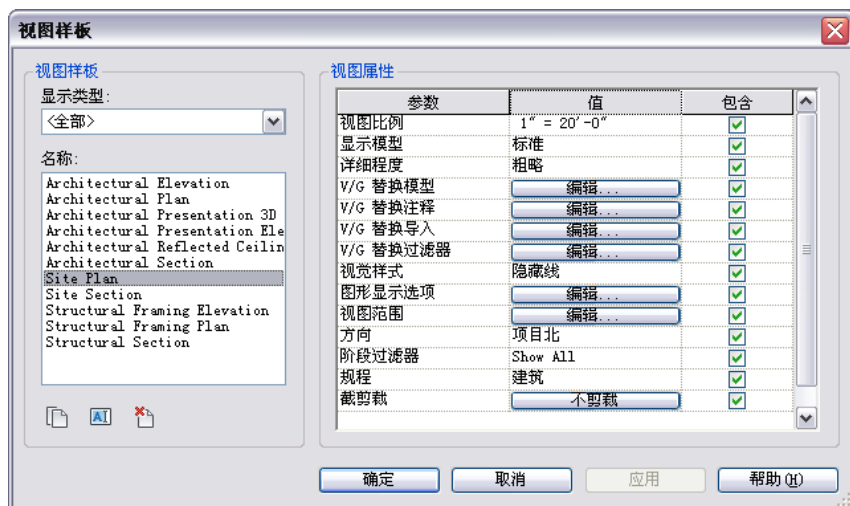 视图样板
视图样板
显示类型:
<全部>
名称:
Architectural Elevation
Architectural Plan
Architectural Presentation 3D
Architectural Presentation Ele
Architectural Reflected Ceilin
Architectural Section
Site Plan
Site Section
Structural Framing Elevation
Structural Framing Plan
Structural Section
AI
视图属性
参数 值 包含
视图比例 1" = 20'-0"
显示模型 标准
详细程度 粗略
V/G 替换模型 编辑...
V/G 替换注释 编辑...
V/G 替换导入 编辑...
V/G 替换过滤器 编辑...
视觉样式 隐藏线
图形显示选项 编辑...
视图范围 编辑...
方向 项目北
阶段过滤器 Show All
规程 建筑
截剪裁 不剪裁
确定 取消 应用 帮助(H)